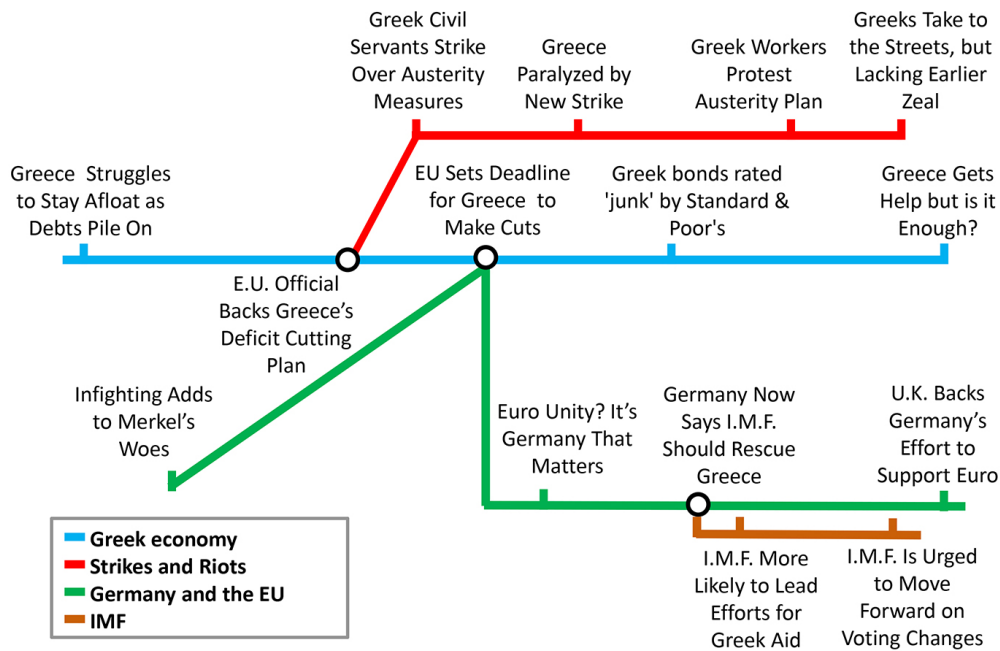 Greek Civil
Servants Strike
Over Austerity
Measures
Greece
Paralyzed by
New Strike
Greek Workers
Protest
Austerity Plan
Greeks Take to
the Streets, but
Lacking Earlier
Zeal
Greece Struggles
to Stay Afloat as
Debts Pile On
EU Sets Deadline
for Greece to
Make Cuts
Greek bonds rated
'junk' by Standard &
Poor's
Greece Gets
Help but is it
Enough?
E.U. Official
Backs Greece’s
Deficit Cutting
Plan
Infighting Adds
to Merkel’s
Woes
Euro Unity? It’s
Germany That
Matters
Germany Now
Says I.M.F.
Should Rescue
Greece
U.K. Backs
Germany’s
Effort to
Support Euro
I.M.F. More
Likely to Lead
Efforts for
Greek Aid
I.M.F. Is Urged
to Move
Forward on
Voting Changes
Greek economy
Strikes and Riots
Germany and the EU
IMF